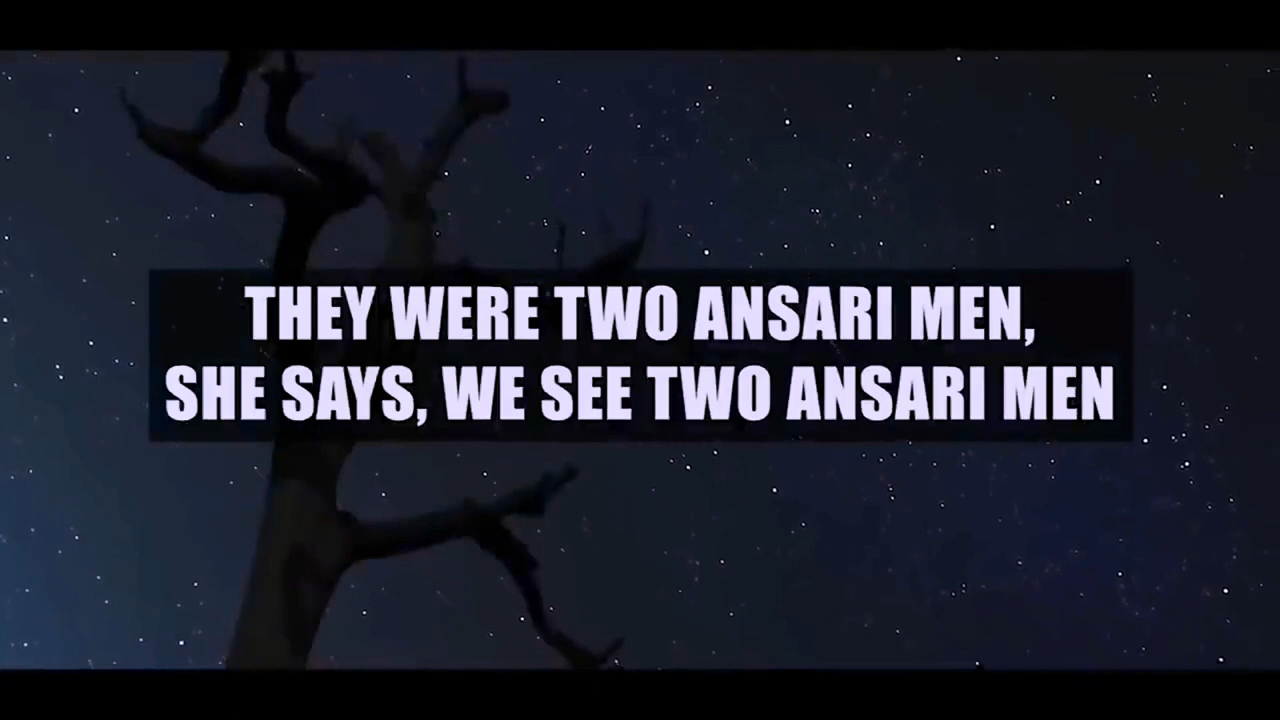 THEY WERE TWO ANSARI MEN,
SHE SAYS, WE SEE TWO ANSARI MEN